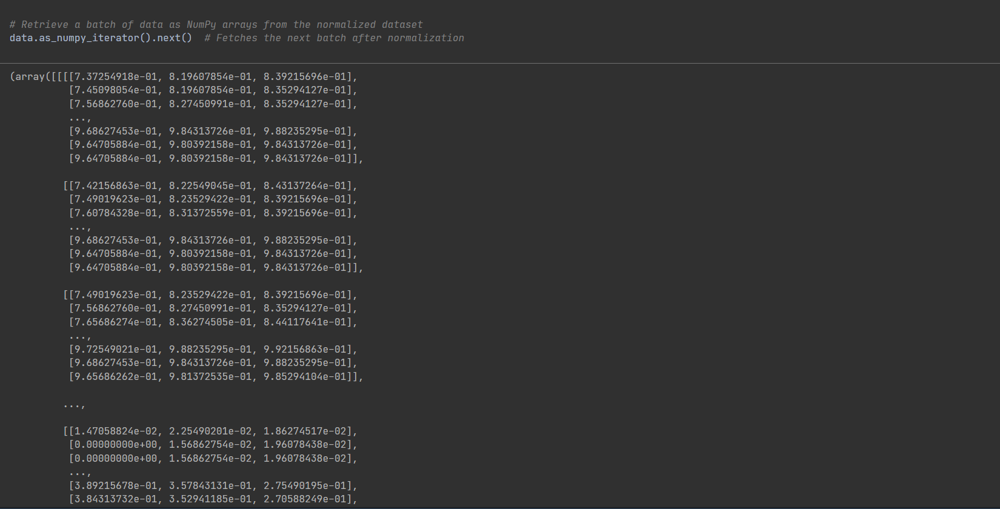 # Retrieve a batch of data as NumPy arrays from the normalized dataset
data.as_numpy_iterator().next()  # Fetches the next batch after normalization
(array([[[[7.37254918e-01, 8.19607854e-01, 8.39215696e-01],
[7.45098054e-01, 8.19607854e-01, 8.35294127e-01],
[7.56862760e-01, 8.27450991e-01, 8.35294127e-01],
...,
[9.68627453e-01, 9.84313726e-01, 9.88235295e-01],
[9.64705884e-01, 9.80392158e-01, 9.84313726e-01],
[9.64705884e-01, 9.80392158e-01, 9.84313726e-01]],
[[7.42156863e-01, 8.22549045e-01, 8.43137264e-01],
[7.49019623e-01, 8.23529422e-01, 8.39215696e-01],
[7.60784328e-01, 8.31372559e-01, 8.39215696e-01],
...,
[9.68627453e-01, 9.84313726e-01, 9.88235295e-01],
[9.64705884e-01, 9.80392158e-01, 9.84313726e-01],
[9.64705884e-01, 9.80392158e-01, 9.84313726e-01]],
[[7.49019623e-01, 8.23529422e-01, 8.39215696e-01],
[7.56862760e-01, 8.27450991e-01, 8.35294127e-01],
[7.65686274e-01, 8.36274505e-01, 8.44117641e-01],
...,
[9.72549021e-01, 9.88235295e-01, 9.92156863e-01],
[9.68627453e-01, 9.84313726e-01, 9.88235295e-01],
[9.65686262e-01, 9.81372535e-01, 9.85294104e-01]],
...,
[[1.47058824e-02, 2.25490201e-02, 1.86274517e-02],
[0.00000000e+00, 1.56862754e-02, 1.96078438e-02],
[0.00000000e+00, 1.56862754e-02, 1.96078438e-02],
...,
[3.89215678e-01, 3.57843131e-01, 2.75490195e-01],
[3.84313732e-01, 3.52941185e-01, 2.70588249e-01],